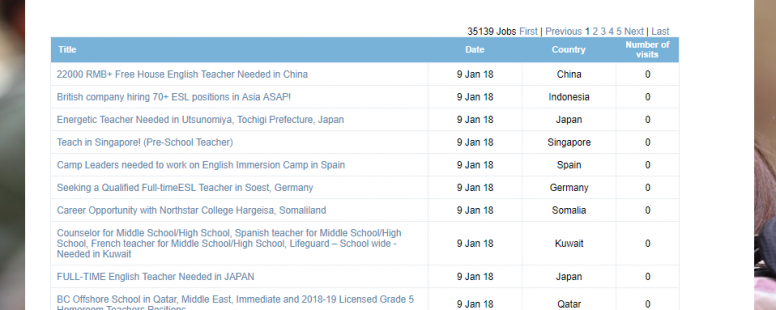 35139 Jobs First | Previous 1 2 3 4 5 Next | Last
Title Date Country Number of
visits
22000 RMB+ Free House English Teacher Needed in China 9 Jan 18 China 0
British company hiring 70+ ESL positions in Asia ASAP! 9 Jan 18 Indonesia 0
Energetic Teacher Needed in Utsunomiya, Tochigi Prefecture, Japan 9 Jan 18 Japan 0
Teach in Singapore! (Pre-School Teacher) 9 Jan 18 Singapore 0
Camp Leaders needed to work on English Immersion Camp in Spain 9 Jan 18 Spain 0
Seeking a Qualified Full-timeESL Teacher in Soest, Germany 9 Jan 18 Germany 0
Career Opportunity with Northstar College Hargeisa, Somaliland 9 Jan 18 Somalia 0
Counselor for Middle School/High School, Spanish teacher for Middle School/High
School, French teacher for Middle School/High School, Lifeguard – School wide - 9 Jan 18 Kuwait 0
Needed in Kuwait
FULL-TIME English Teacher Needed in JAPAN 9 Jan 18 Japan 0
BC Offshore School in Qatar, Middle East, Immediate and 2018-19 Licensed Grade 5 9 Jan 18 Qatar 0
Homeroom Teachers Positions